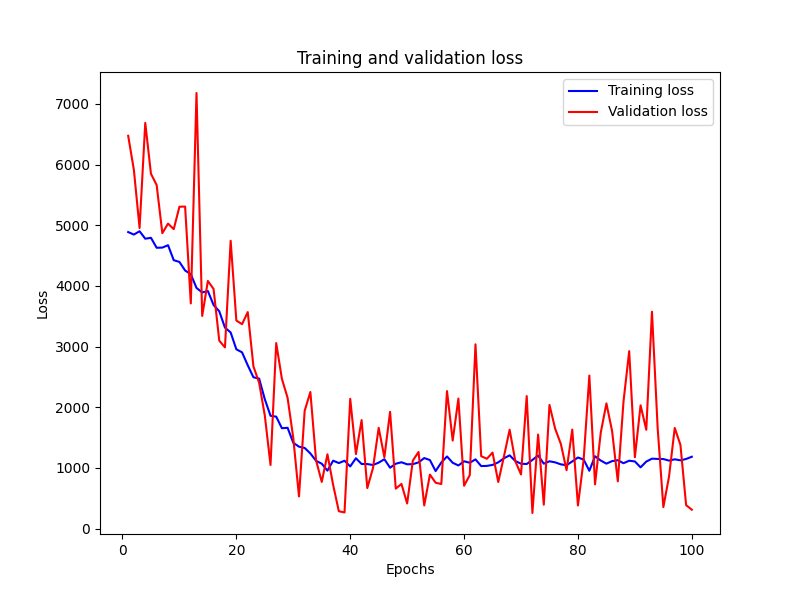 Training and validation loss
Training loss
Validation loss
7000
6000
5000
4000
3000
2000
1000
0
Loss
0 20 40 60 80 100
Epochs